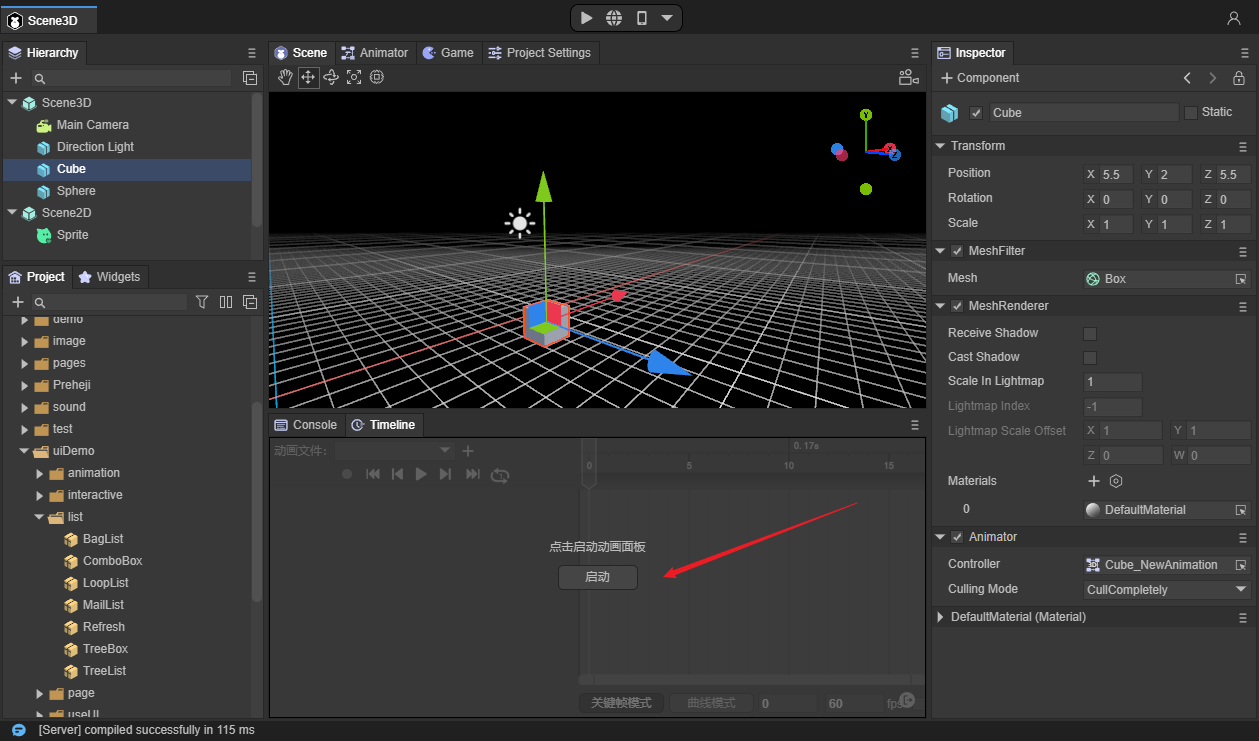 Scene3D
Hierarchy
Scene3D
Main Camera
Direction Light
Cube
Sphere
Scene2D
Sprite
Project Widgets
demo
image
pages
Preheji
sound
test
uiDemo
animation
interactive
list
BagList
ComboBox
LoopList
MailList
Refresh
TreeBox
TreeList
page
useUI
Scene Animator Game Project Settings
Y
X
Z
Console Timeline
动画文件:
0.17s
0 5 10 15
点击启动动画面板
启动
关键帧模式 曲线模式 0 60 fps
Inspector
Component
Cube Static
Transform
Position X 5.5 Y 2 Z 5.5
Rotation X 0 Y 0 Z 0
Scale X 1 Y 1 Z 1
MeshFilter
Mesh Box
MeshRenderer
Receive Shadow
Cast Shadow
Scale In Lightmap 1
Lightmap Index -1
Lightmap Scale Offset X 1 Y 1
Z 0 W 0
Materials
0 DefaultMaterial
Animator
Controller 3D Cube_NewAnimation
Culling Mode CullCompletely
DefaultMaterial (Material)
[Server] compiled successfully in 115 ms